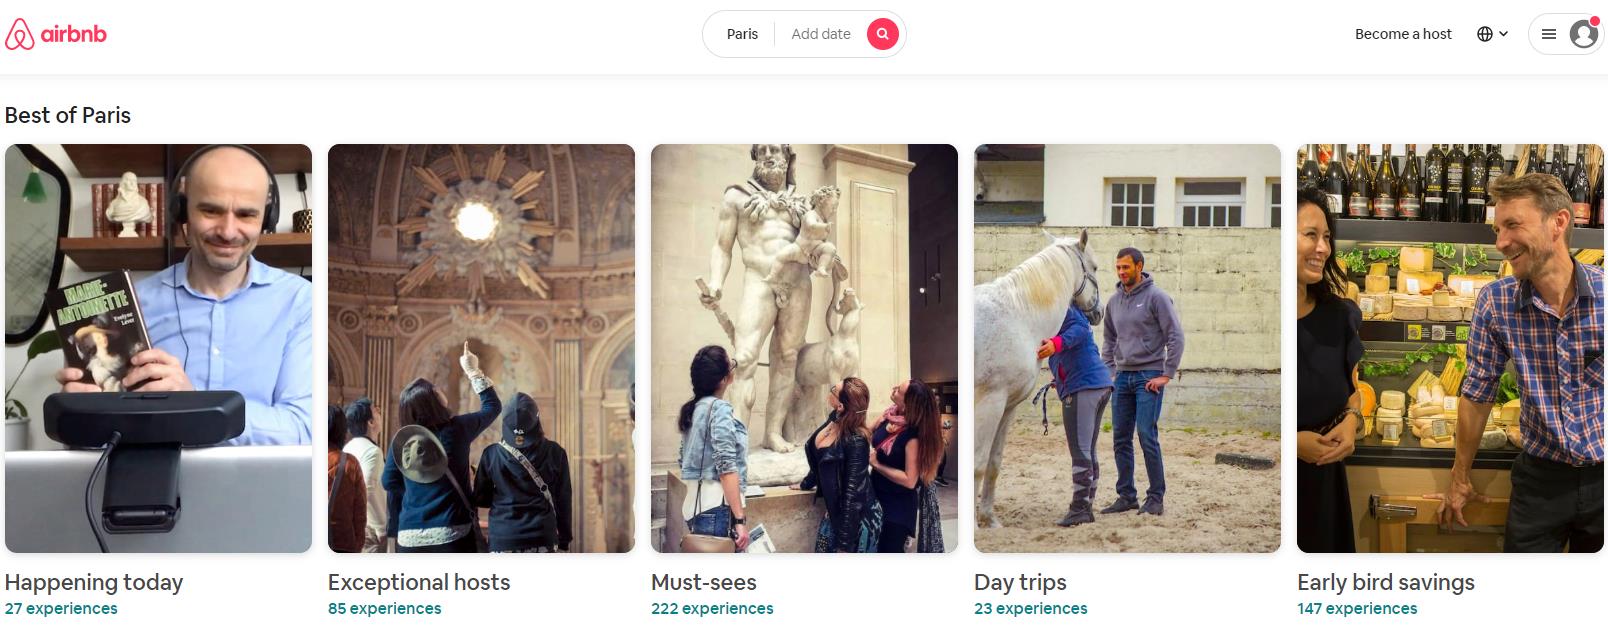 airbnb
Paris
Add date
Become a host
Best of Paris
MARIE-
ANTOINETTE
Evelyne
Lever
Happening today
27 experiences
Exceptional hosts
85 experiences
Must-sees
222 experiences
Day trips
23 experiences
Early bird savings
147 experiences